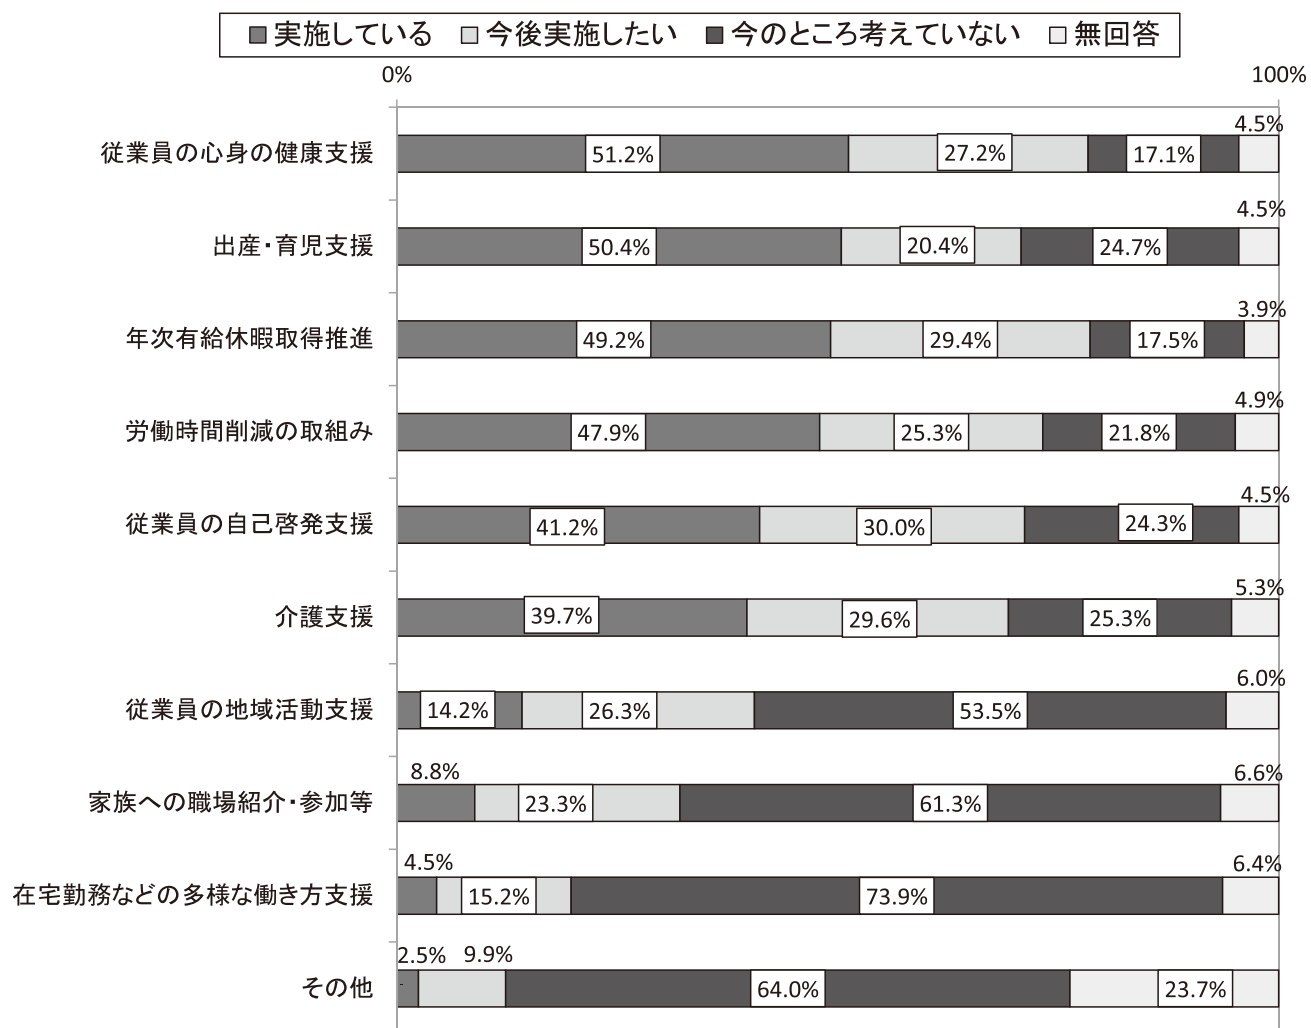 実施している 今後実施したい 今のところ考えていない 無回答
0% 100%
4.5%
従業員の心身の健康支援 51.2% 27.2% 17.1%
4.5%
出産・育児支援 50.4% 20.4% 24.7%
3.9%
年次有給休暇取得推進 49.2% 29.4% 17.5%
4.9%
労働時間削減の取組み 47.9% 25.3% 21.8%
4.5%
従業員の自己啓発支援 41.2% 30.0% 24.3%
5.3%
介護支援 39.7% 29.6% 25.3%
6.0%
従業員の地域活動支援 14.2% 26.3% 53.5%
8.8% 6.6%
家族への職場紹介・参加等 23.3% 61.3%
4.5% 6.4%
在宅勤務などの多様な働き方支援 15.2% 73.9%
2.5% 9.9%
その他 64.0% 23.7%